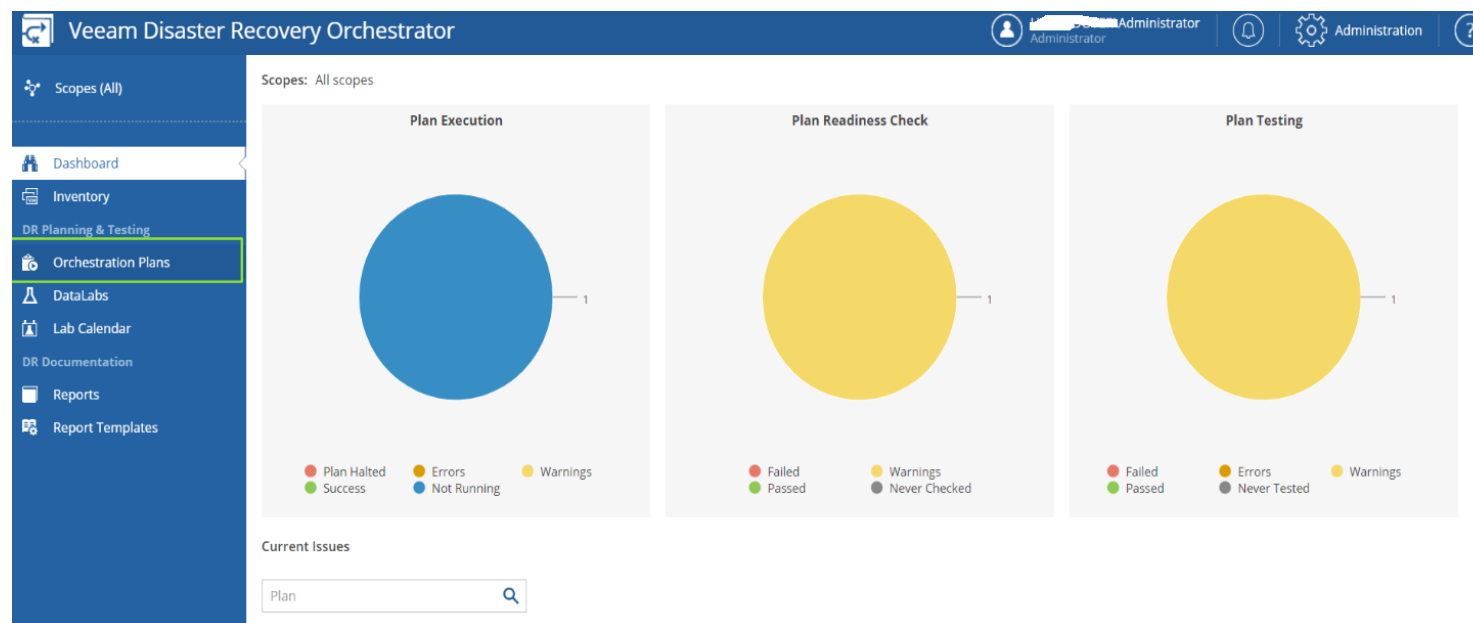 Veeam Disaster Recovery Orchestrator
Administrator
Administrator
Administration
?
Scopes (All)
Dashboard
Inventory
DR Planning & Testing
Orchestration Plans
DataLabs
Lab Calendar
DR Documentation
Reports
Report Templates
Scopes: All scopes
Plan Execution
1
Plan Halted Errors Warnings
Success Not Running
Plan Readiness Check
1
Failed Warnings
Passed Never Checked
Plan Testing
1
Failed Errors Warnings
Passed Never Tested
Current Issues
Plan